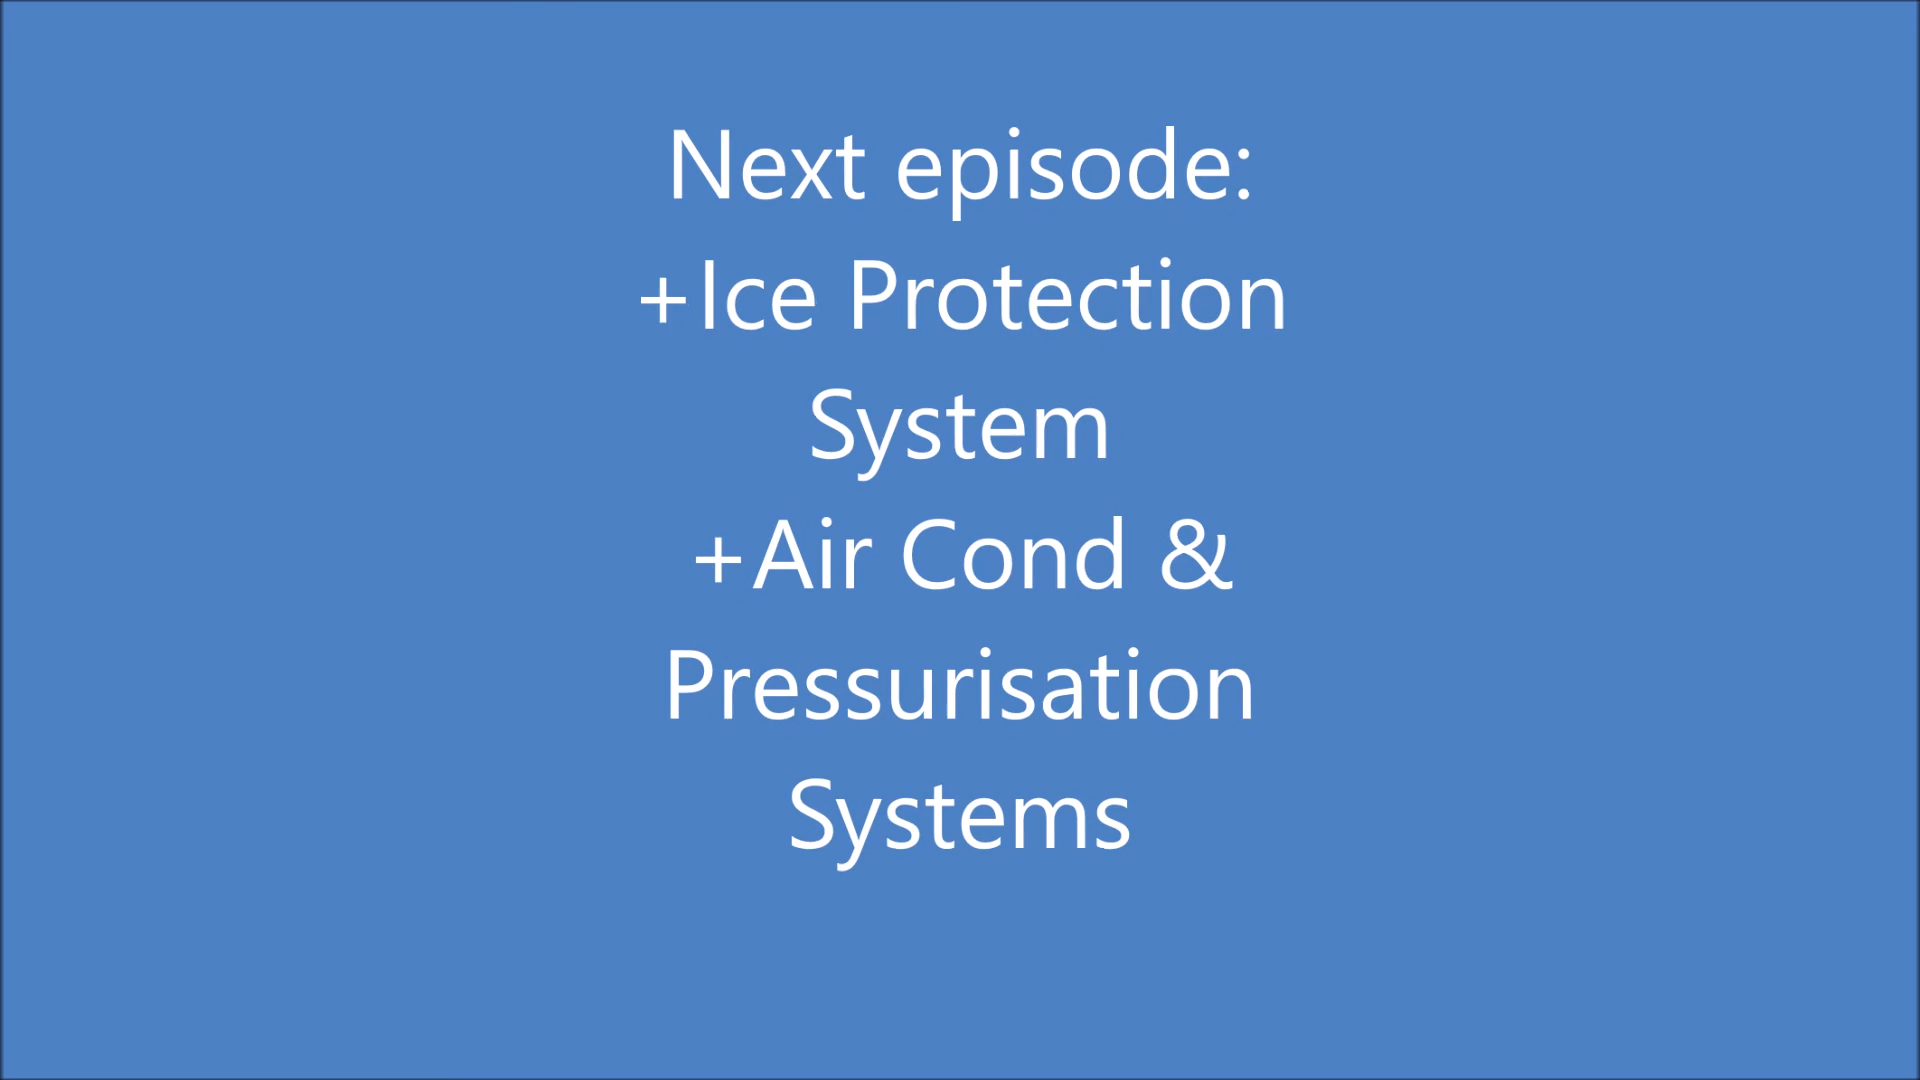 Next episode:
+Ice Protection
System
+Air Cond &
Pressurisation
Systems